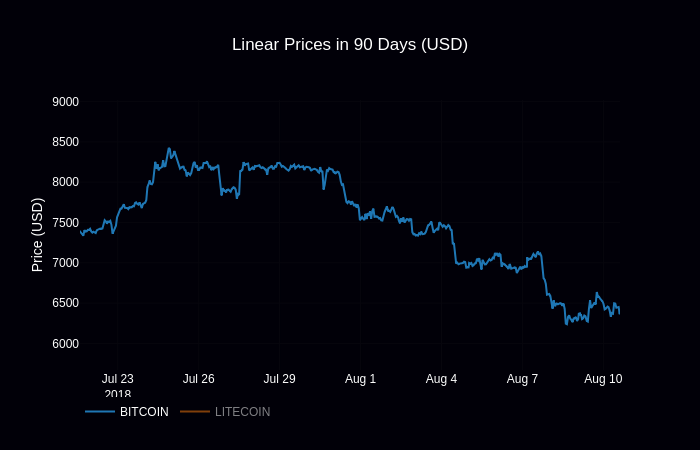 Linear Prices in 90 Days (USD)
Price (USD)
9000
8500
8000
7500
7000
6500
6000
Jul 23 Jul 26 Jul 29 Aug 1 Aug 4 Aug 7 Aug 10
2018
BITCOIN LITECOIN